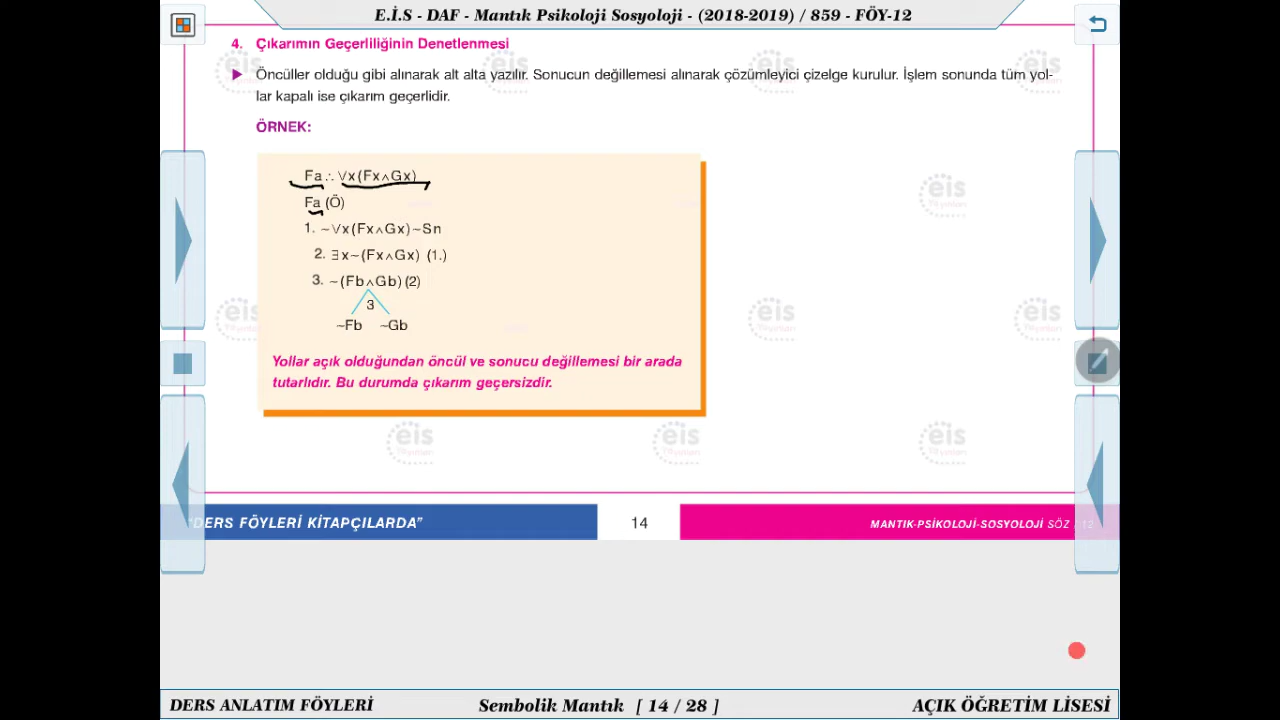 E.İ.S - DAF - Mantık Psikoloji Sosyoloji - (2018-2019) / 859 - FÖY-12
4. Çıkarımın Geçerliliğinin Denetlenmesi
Öncüller olduğu gibi alınarak alt alta yazılır. Sonucun değillemesi alınarak çözümleyici çizelge kurulur. İşlem sonunda tüm yol-
lar kapalı ise çıkarım geçerlidir.
ÖRNEK:
Fa ∴ ∀x(Fx∧Gx)
Fa (Ö)
1. ~∀x(Fx∧Gx)~Sn
2. ∃x~(Fx∧Gx) (1.)
3. ~(Fb∧Gb)(2)
3
~Fb ~Gb
Yollar açık olduğundan öncül ve sonucu değillemesi bir arada
tutarlıdır. Bu durumda çıkarım geçersizdir.
"DERS FÖYLERİ KİTAPÇILARDA" 14 MANTIK-PSİKOLOJİ-SOSYOLOJİ SÖZ / 12
DERS ANLATIM FÖYLERİ Sembolik Mantık [ 14 / 28 ] AÇIK ÖĞRETİM LİSESİ